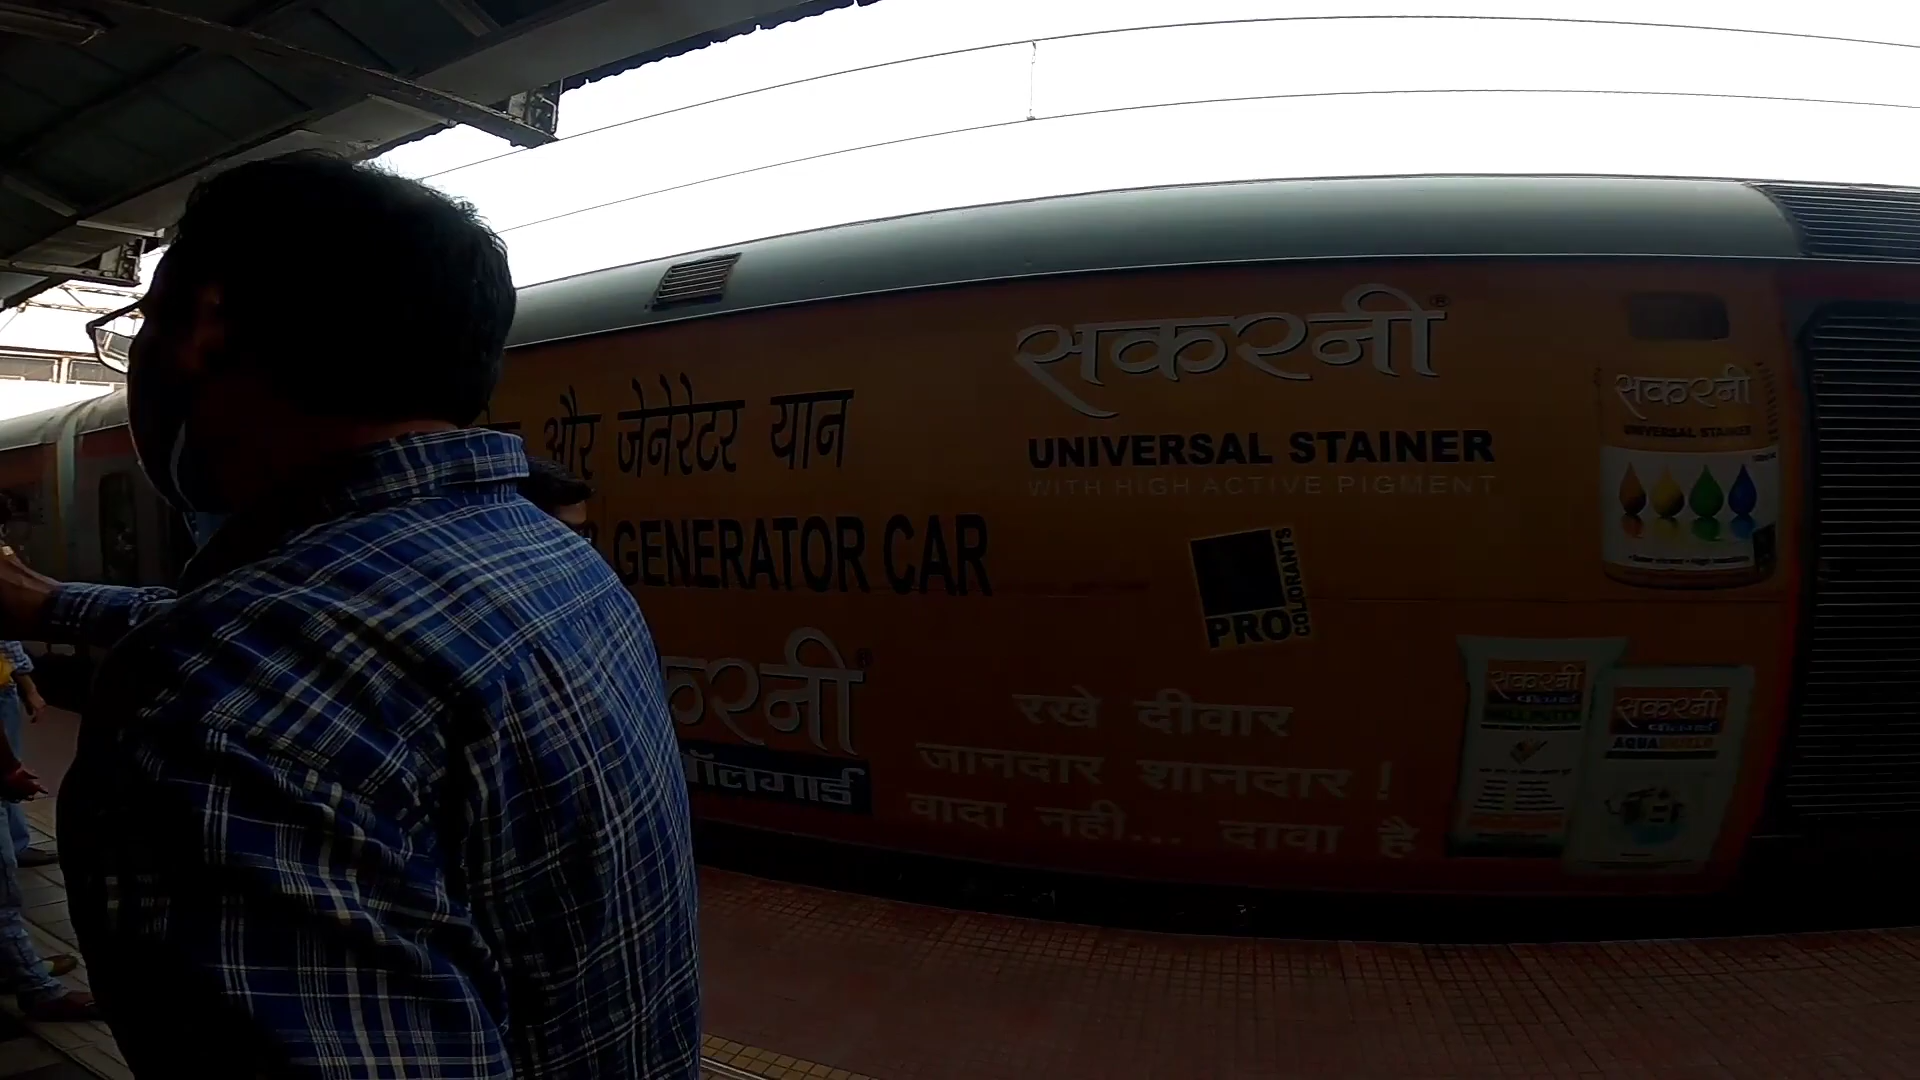 और जेनेरेटर यान
GENERATOR CAR
सकरनी®
UNIVERSAL STAINER
WITH HIGH ACTIVE PIGMENT
PRO
COLIDRANTS
रखे दीवार
जानदार शानदार !
वादा नही... दावा है
सकरनी
UNIVERSAL STAINER
सकरनी
सकरनी
AQUA